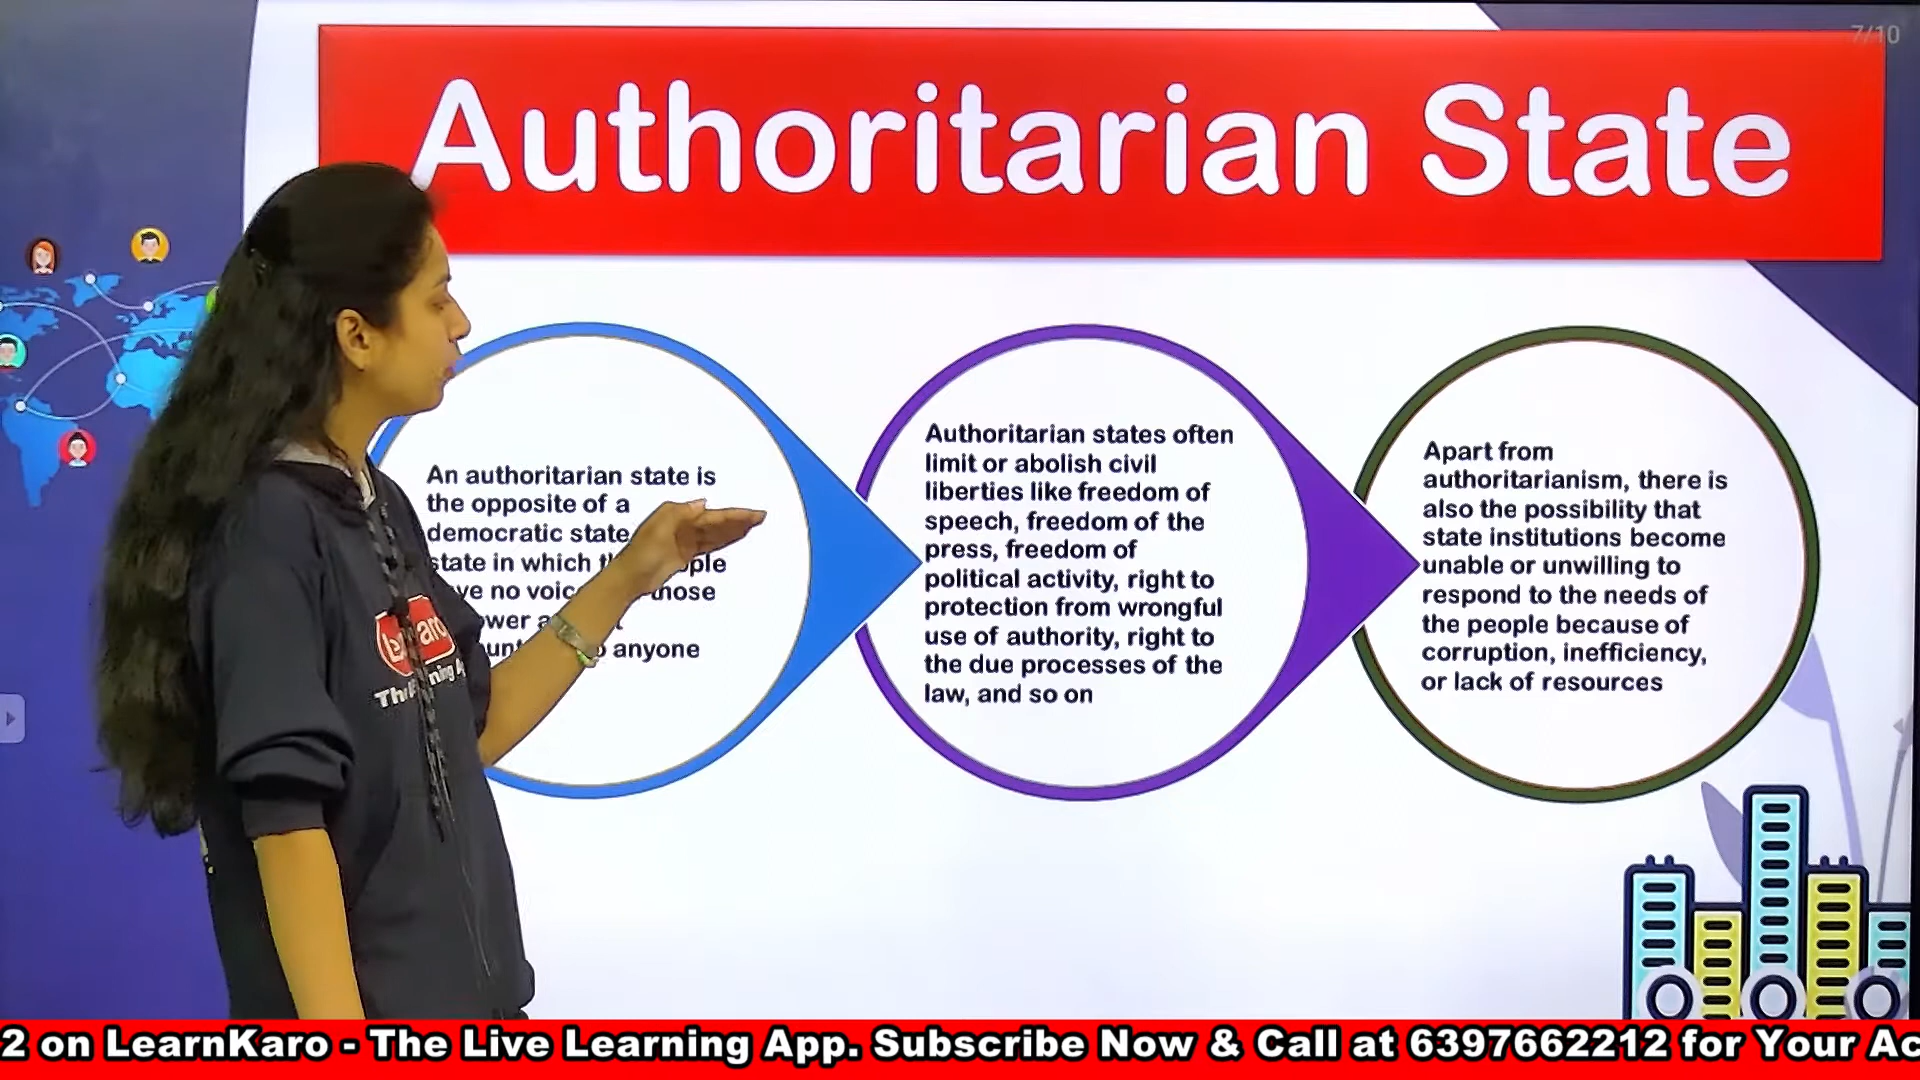 7/10
Authoritarian State
An authoritarian state is
the opposite of a
democratic state
state in which
no
anyone
Authoritarian states often
limit or abolish civil
liberties like freedom of
speech, freedom of the
press, freedom of
political activity, right to
protection from wrongful
use of authority, right to
the due processes of the
law, and so on
Apart from
authoritarianism, there is
also the possibility that
state institutions become
unable or unwilling to
respond to the needs of
the people because of
corruption, inefficiency,
or lack of resources
2 on LearnKaro - The Live Learning App. Subscribe Now & Call at 6397662212 for Your Ac